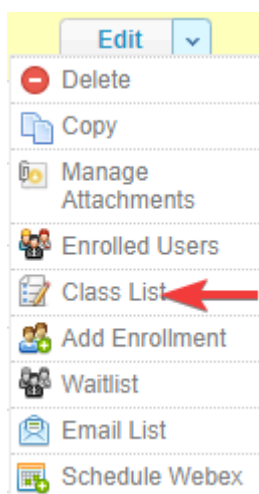 Edit
Delete
Copy
Manage
Attachments
Enrolled Users
Class List
Add Enrollment
Waitlist
Email List
Schedule Webex